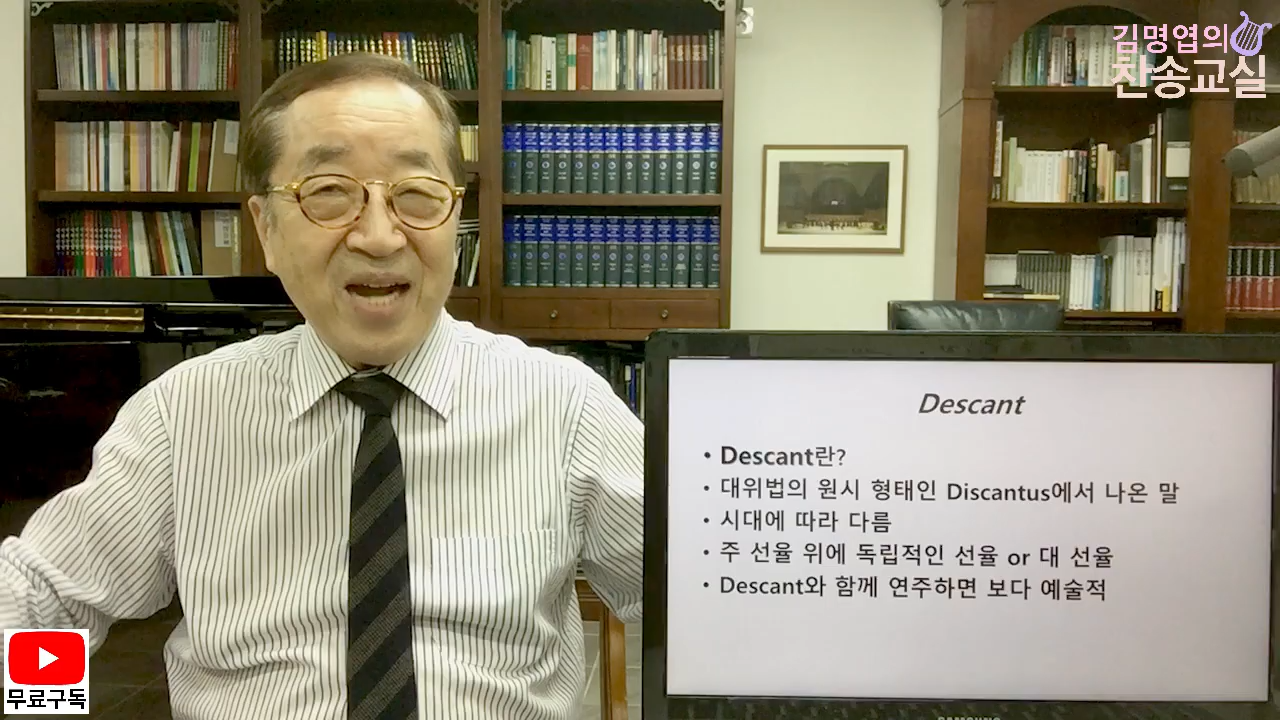 김명엽의
찬송교실
Descant
• Descant란?
• 대위법의 원시 형태인 Discantus에서 나온 말
• 시대에 따라 다름
• 주 선율 위에 독립적인 선율 or 대 선율
• Descant와 함께 연주하면 보다 예술적
무료구독